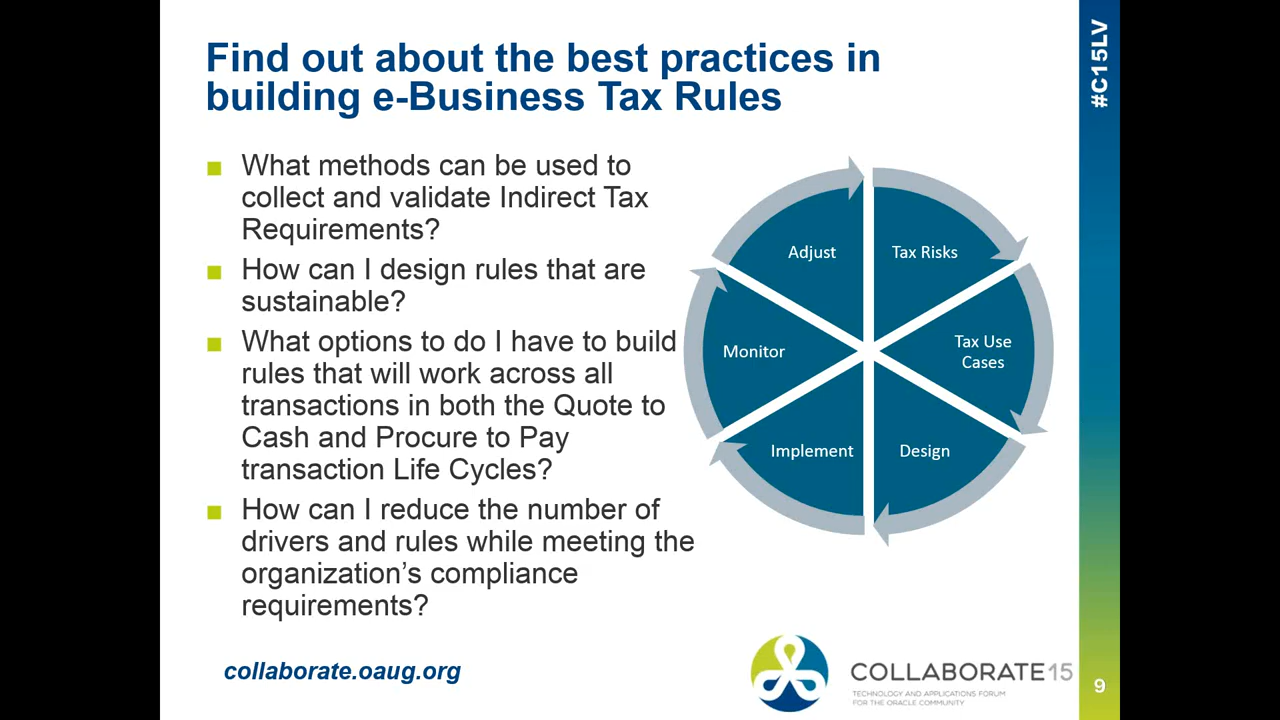 Find out about the best practices in
building e-Business Tax Rules
#C15LV
What methods can be used to
collect and validate Indirect Tax
Requirements?
How can I design rules that are
sustainable?
What options to do I have to build
rules that will work across all
transactions in both the Quote to
Cash and Procure to Pay
transaction Life Cycles?
How can I reduce the number of
drivers and rules while meeting the
organization’s compliance
requirements?
Adjust
Tax Risks
Monitor
Tax Use
Cases
Implement
Design
collaborate.oaug.org
COLLABORATE15
TECHNOLOGY AND APPLICATIONS FORUM
FOR THE ORACLE COMMUNITY
9